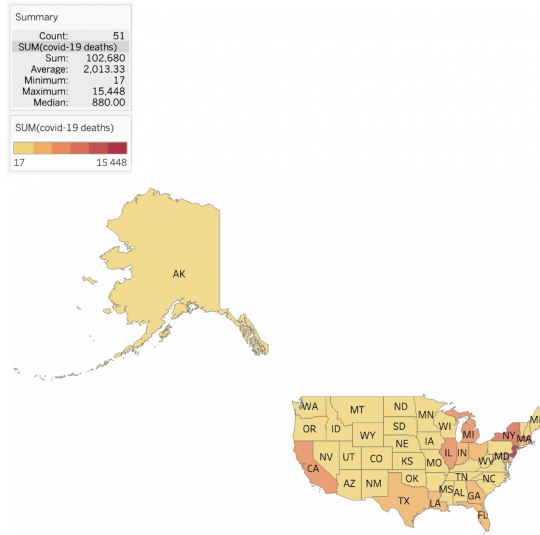 Summary
Count: 51
SUM(covid-19 deaths)
Sum: 102,680
Average: 2,013.33
Minimum: 17
Maximum: 15,448
Median: 880.00
SUM(covid-19 deaths)
17 15 448
AK
WA MT ND MN ME
OR ID WY SD WI MI NY MA
NV UT CO NE IA IL IN WV MD
CA KS MO
AZ NM OK TN NC
TX LA MS AL GA
FL